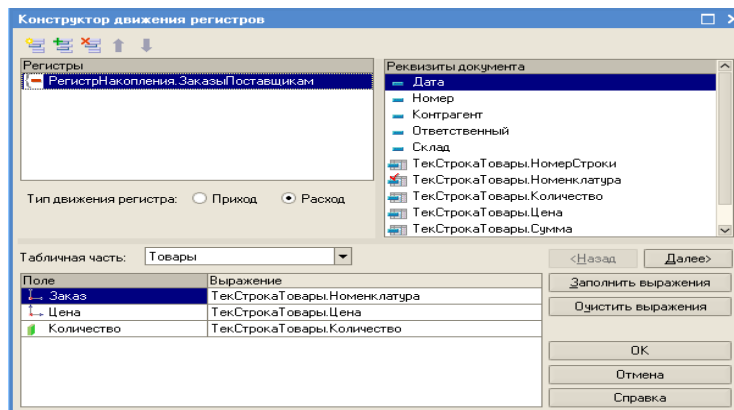 Конструктор движения регистров
Регистры
РегистрНакопления.ЗаказыПоставщикам
Тип движения регистра: Приход Расход
Реквизиты документа
Дата
Номер
Контрагент
Ответственный
Склад
ТекСтрокаТовары.НомерСтроки
ТекСтрокаТовары.Номенклатура
ТекСтрокаТовары.Количество
ТекСтрокаТовары.Цена
ТекСтрокаТовары.Сумма
Табличная часть: Товары
<Назад Далее>
Поле Выражение
Заказ ТекСтрокаТовары.Номенклатура
Цена ТекСтрокаТовары.Цена
Количество ТекСтрокаТовары.Количество
Заполнить выражения
Очистить выражения
OK
Отмена
Справка